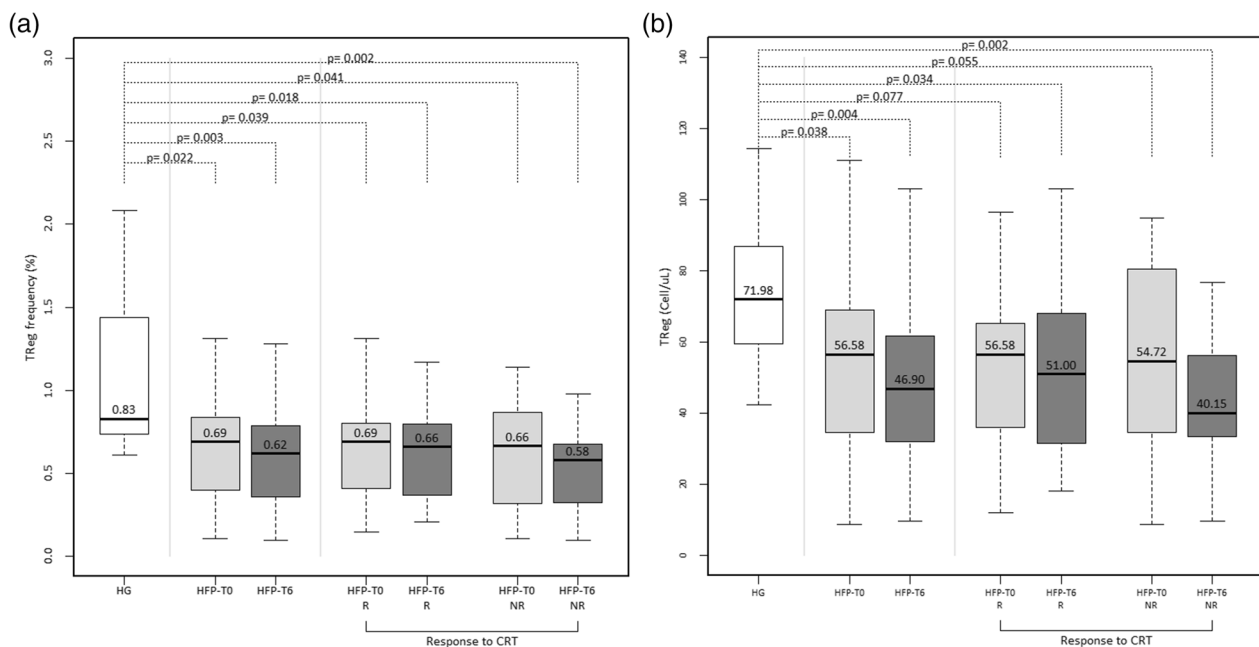 (a)
TReg frequency (%)
3.0
2.5
2.0
1.5
1.0
0.5
0.0
p= 0.002
p= 0.041
p= 0.018
p= 0.039
p= 0.003
p= 0.022
0.83
0.69
0.62
0.69
0.66
0.66
0.58
HG
HFP-T0
HFP-T6
HFP-T0
R
HFP-T6
R
HFP-T0
NR
HFP-T6
NR
Response to CRT
(b)
TReg (Cell/uL)
140
120
100
80
60
40
20
0
p= 0.002
p= 0.055
p= 0.034
p= 0.077
p= 0.004
p= 0.038
71.98
56.58
46.90
56.58
51.00
54.72
40.15
HG
HFP-T0
HFP-T6
HFP-T0
R
HFP-T6
R
HFP-T0
NR
HFP-T6
NR
Response to CRT